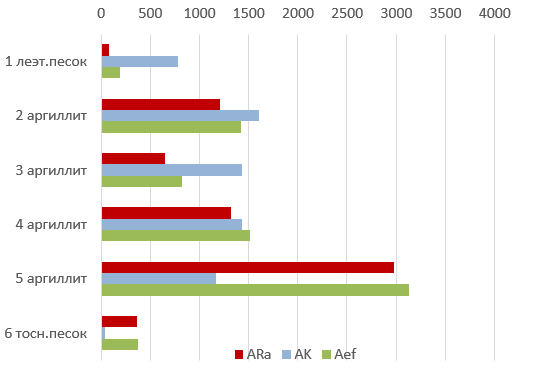 0 500 1000 1500 2000 2500 3000 3500 4000
1 леэт.песок
2 аргиллит
3 аргиллит
4 аргиллит
5 аргиллит
6 тосн.песок
ARa AK Aef